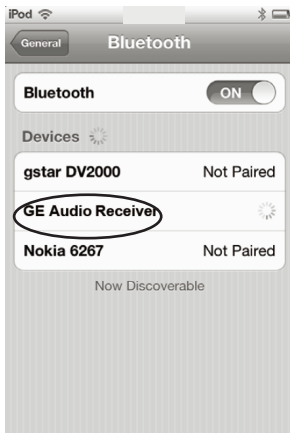 iPod
General Bluetooth
Bluetooth ON
Devices
gstar DV2000 Not Paired
GE Audio Receiver
Nokia 6267 Not Paired
Now Discoverable